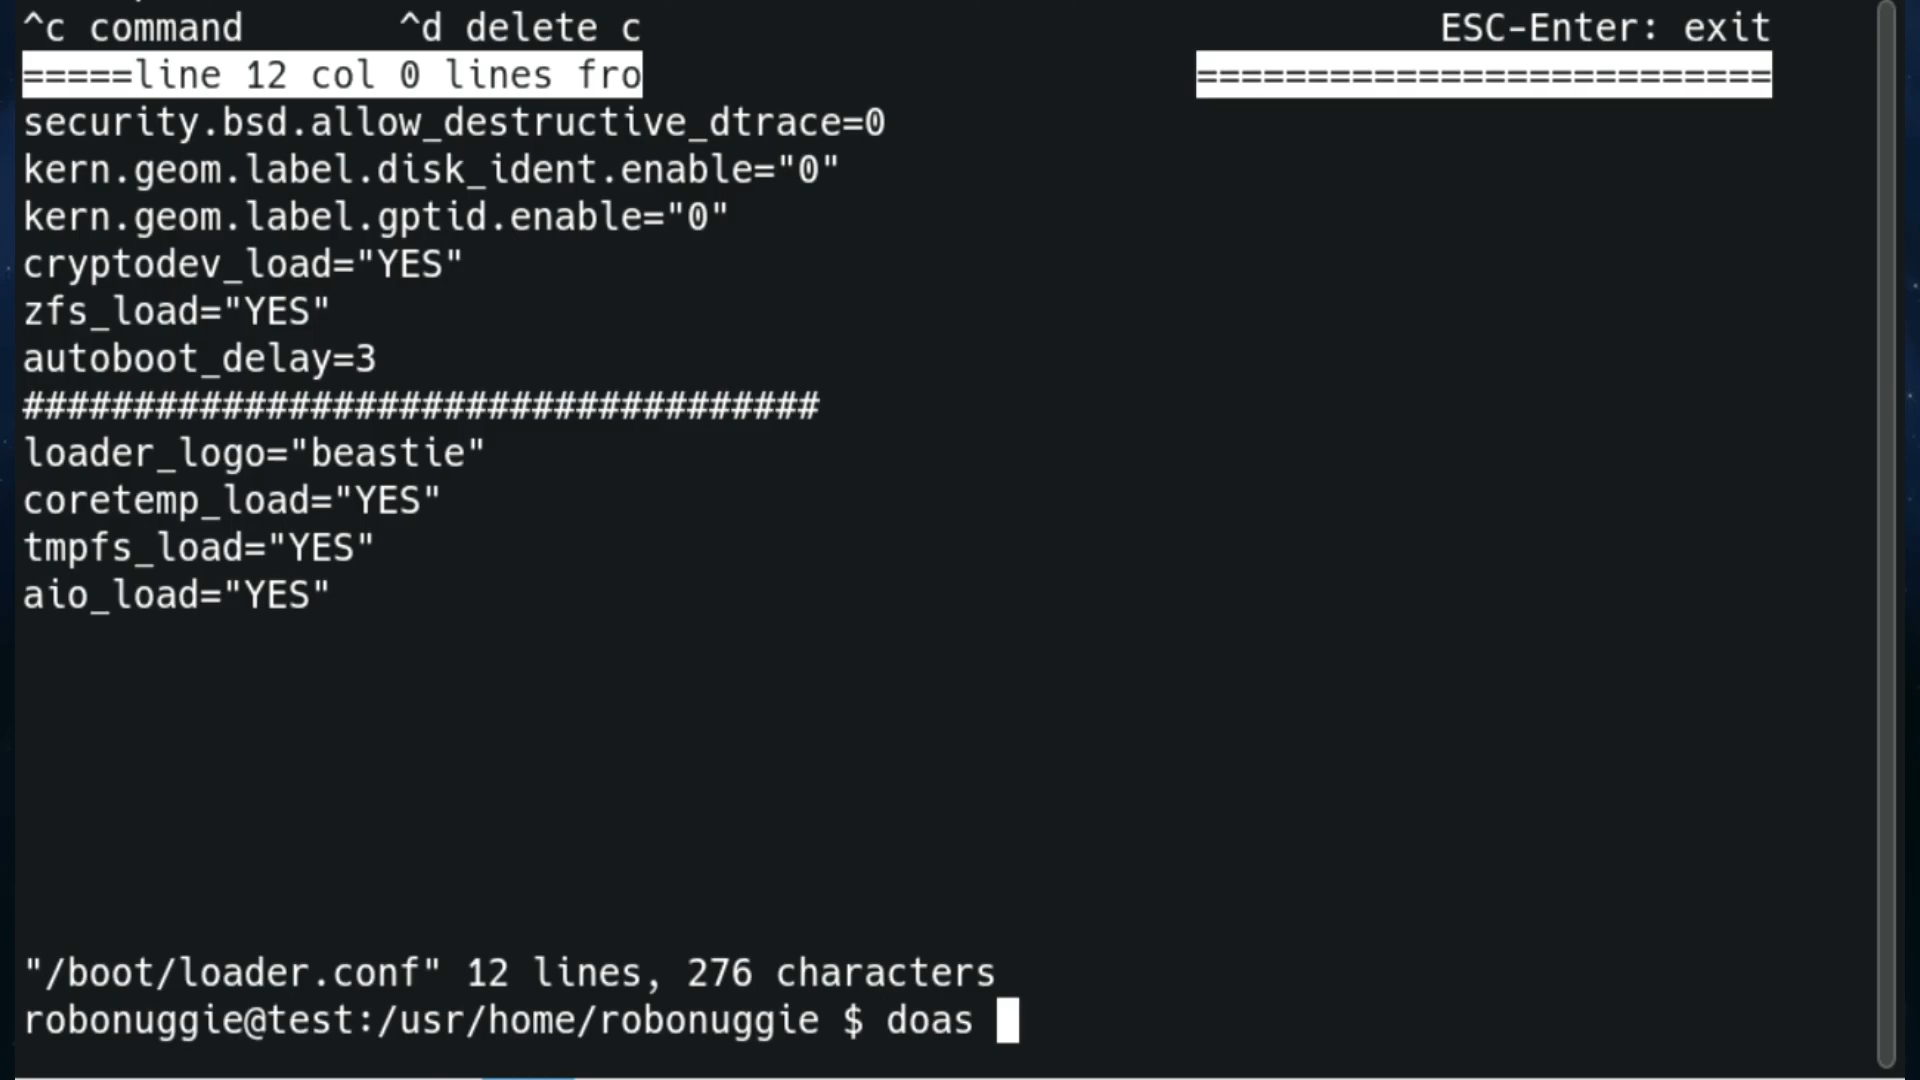 ^c command ^d delete c ESC-Enter: exit
=====line 12 col 0 lines fro ==========================
security.bsd.allow_destructive_dtrace=0
kern.geom.label.disk_ident.enable="0"
kern.geom.label.gptid.enable="0"
cryptodev_load="YES"
zfs_load="YES"
autoboot_delay=3
####################################
loader_logo="beastie"
coretemp_load="YES"
tmpfs_load="YES"
aio_load="YES"
"/boot/loader.conf" 12 lines, 276 characters
robonuggie@test:/usr/home/robonuggie $ doas